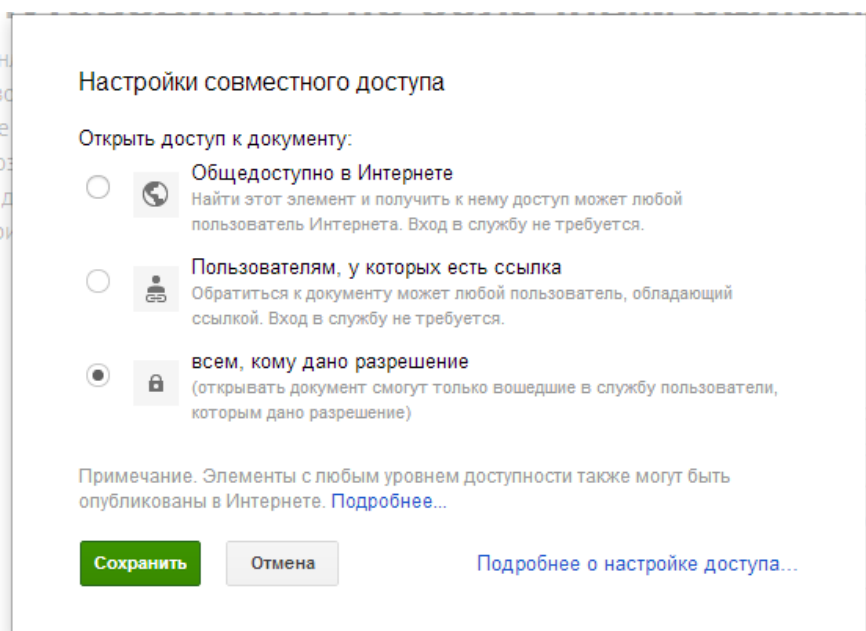 Настройки совместного доступа
Открыть доступ к документу:
Общедоступно в Интернете
Найти этот элемент и получить к нему доступ может любой
пользователь Интернета. Вход в службу не требуется.
Пользователям, у которых есть ссылка
Обратиться к документу может любой пользователь, обладающий
ссылкой. Вход в службу не требуется.
всем, кому дано разрешение
(открывать документ смогут только вошедшие в службу пользователи,
которым дано разрешение)
Примечание. Элементы с любым уровнем доступности также могут быть
опубликованы в Интернете. Подробнее...
Сохранить Отмена Подробнее о настройке доступа...